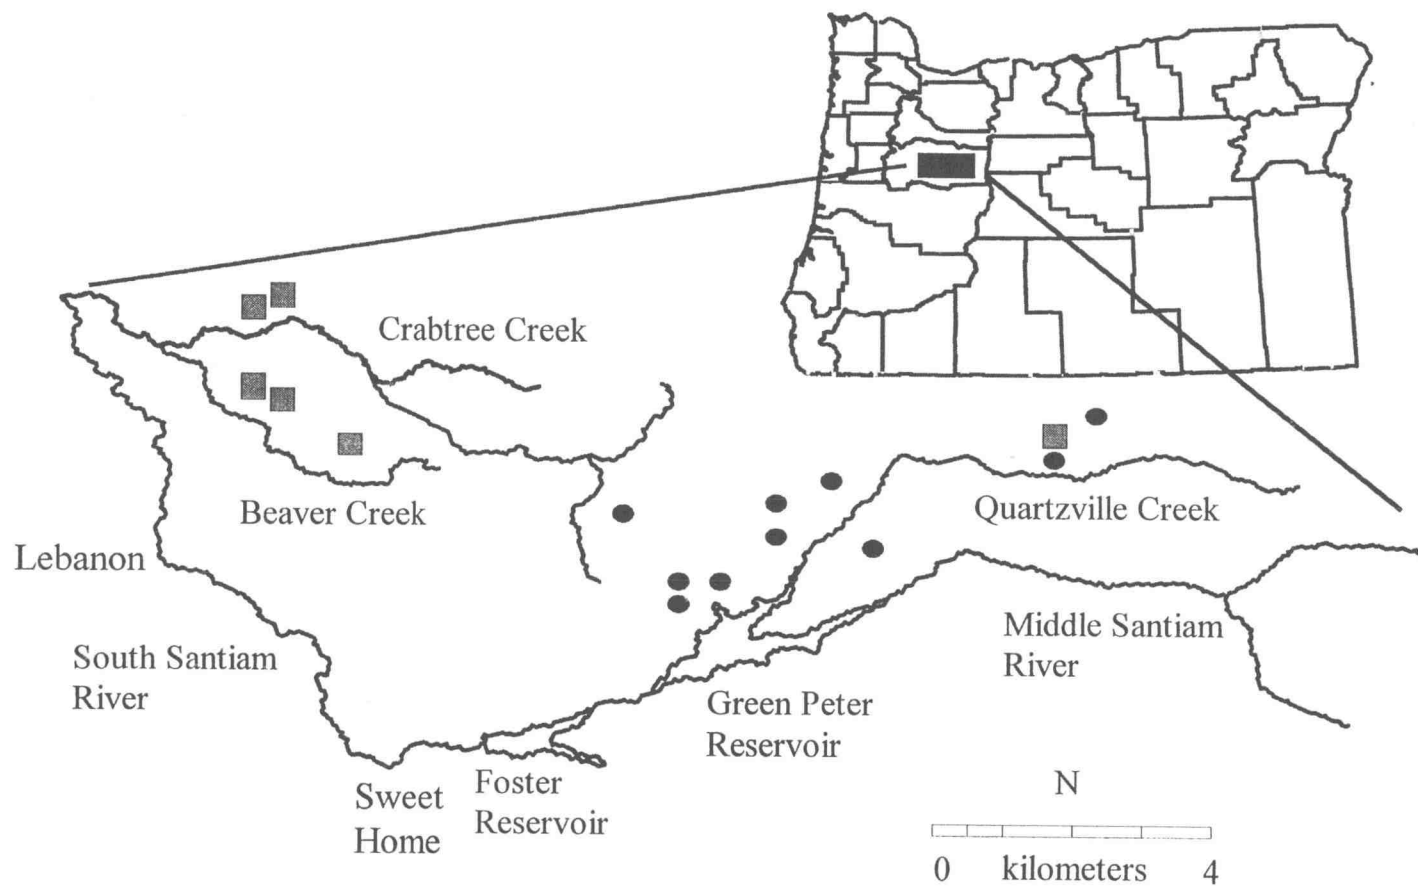 Crabtree Creek
Beaver Creek
Quartzville Creek
Lebanon
South Santiam
River
Middle Santiam
River
Green Peter
Reservoir
Foster
Reservoir
Sweet
Home
N
0 kilometers 4